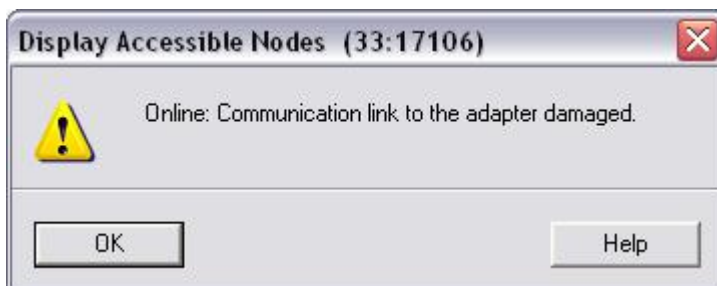 Display Accessible Nodes (33:17106)
Online: Communication link to the adapter damaged.
OK
Help